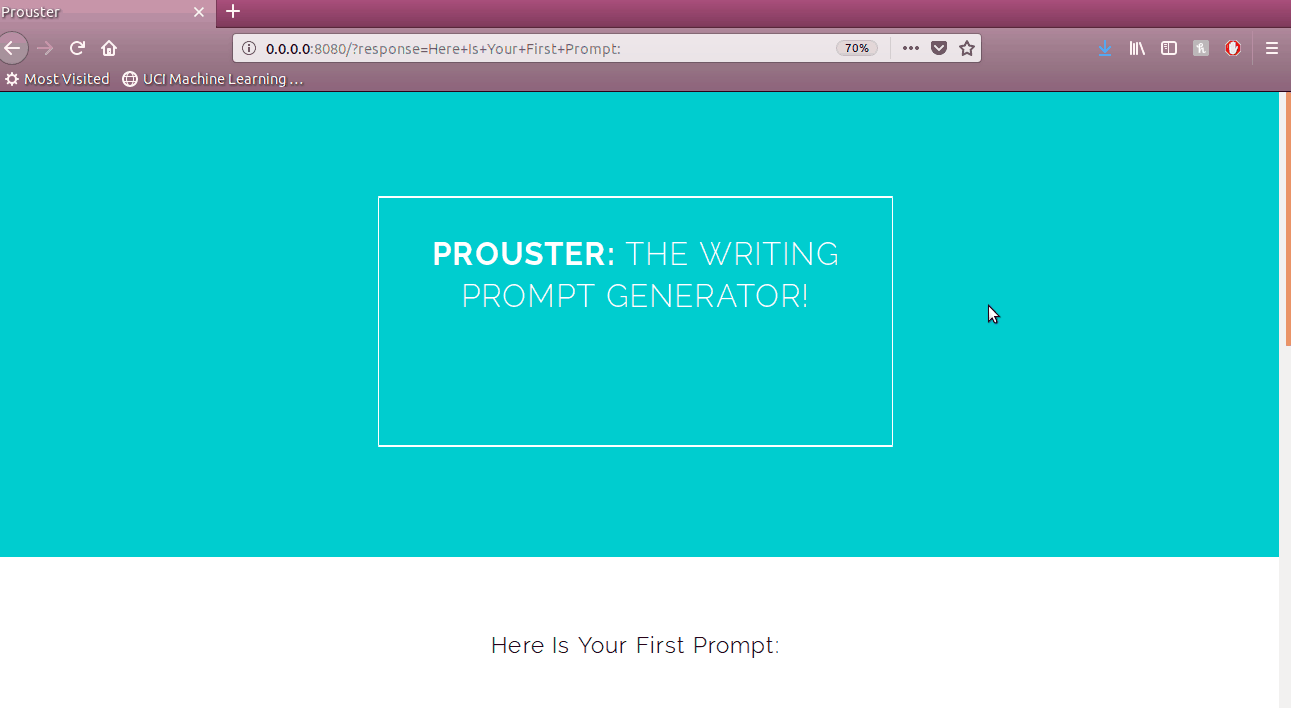 Prouster
0.0.0.0:8080/?response=Here+Is+Your+First+Prompt:
70%
Most Visited
UCI Machine Learning ...
PROUSTER: THE WRITING
PROMPT GENERATOR!
Here Is Your First Prompt: